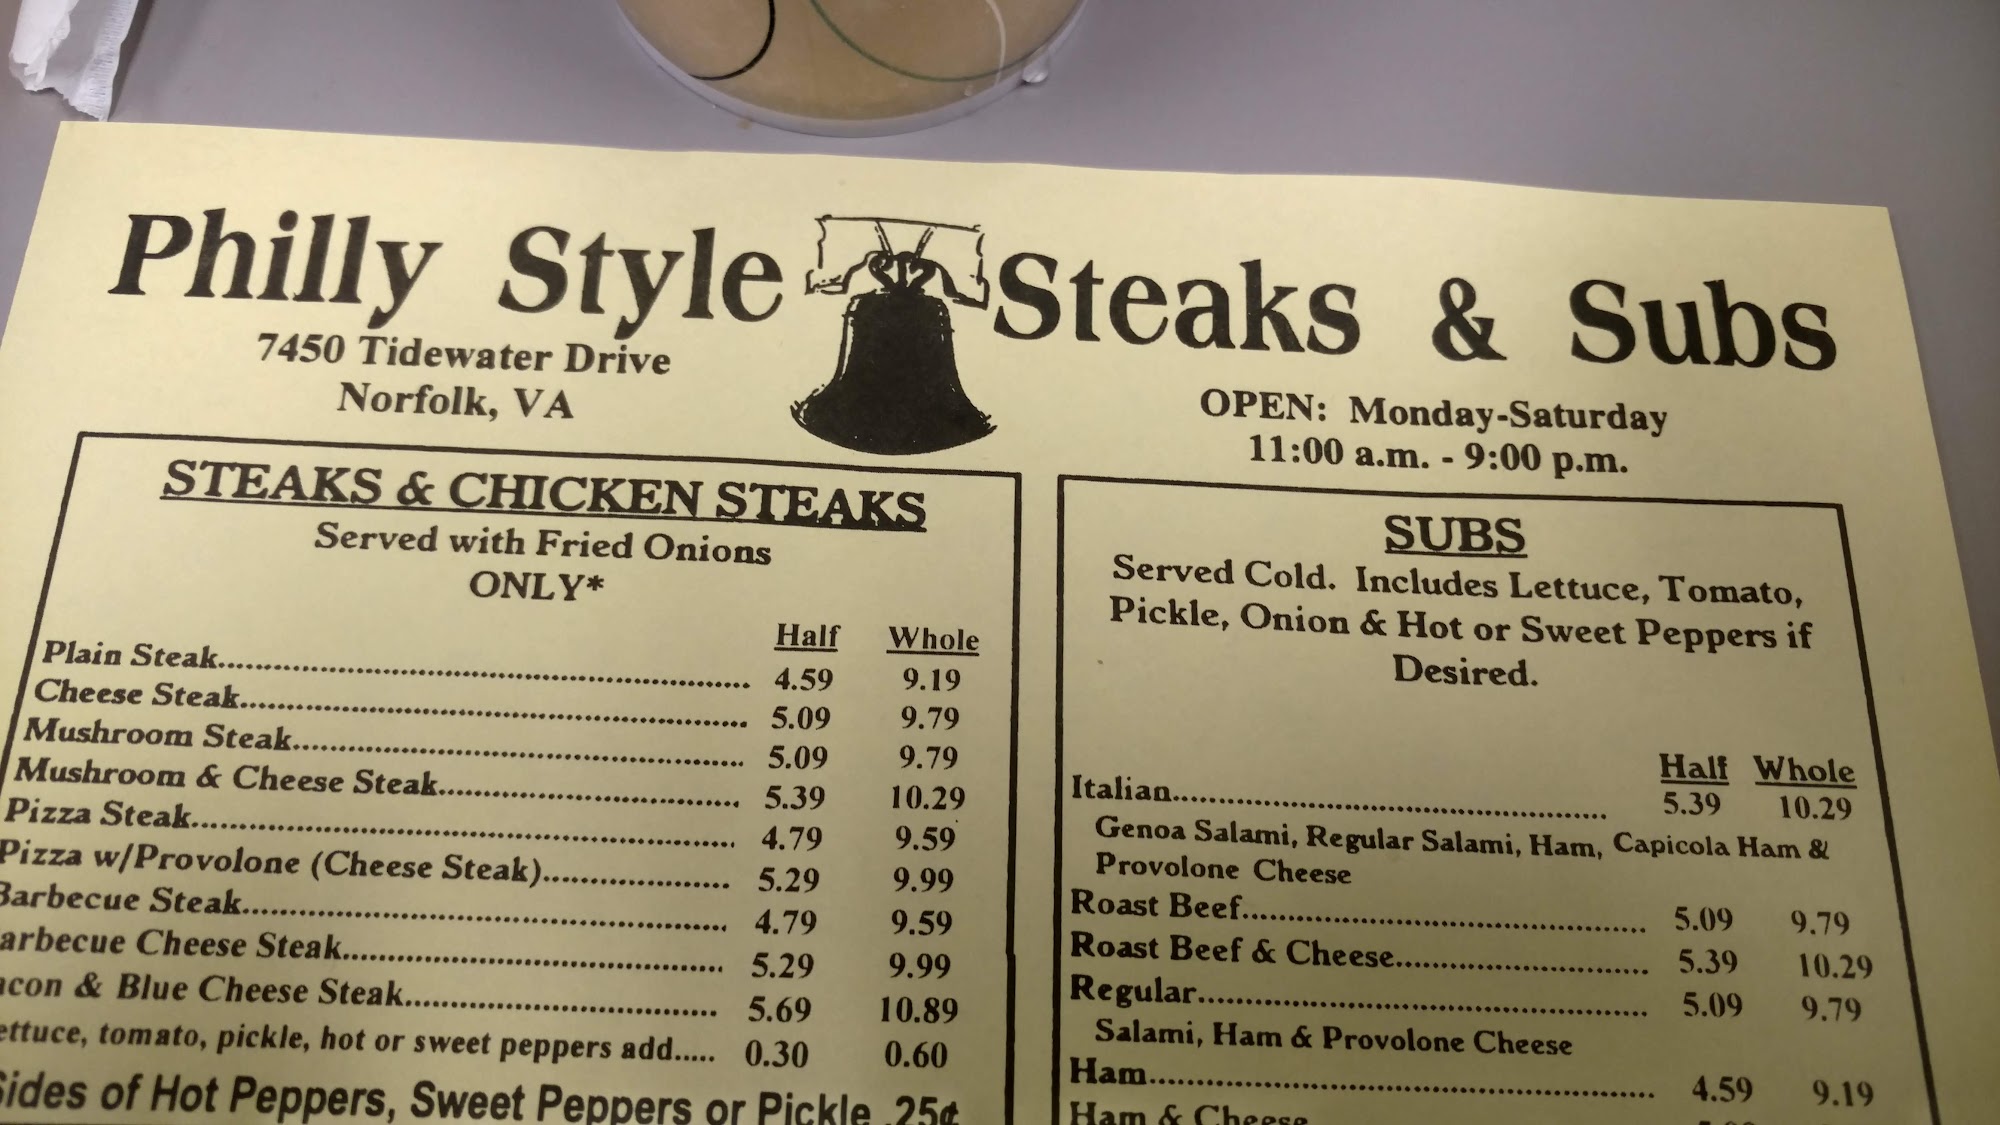 Philly Style Steaks & Subs
7450 Tidewater Drive
Norfolk, VA
OPEN: Monday-Saturday
11:00 a.m. - 9:00 p.m.
STEAKS & CHICKEN STEAKS
Served with Fried Onions
ONLY*
Half Whole
Plain Steak 4.59 9.19
Cheese Steak 5.09 9.79
Mushroom Steak 5.09 9.79
Mushroom & Cheese Steak 5.39 10.29
Pizza Steak 4.79 9.59
Pizza w/Provolone (Cheese Steak) 5.29 9.99
Barbecue Steak 4.79 9.59
arbecue Cheese Steak 5.29 9.99
acon & Blue Cheese Steak 5.69 10.89
ettuce, tomato, pickle, hot or sweet peppers add 0.30 0.60
Sides of Hot Peppers, Sweet Peppers or Pickle .25¢
SUBS
Served Cold. Includes Lettuce, Tomato,
Pickle, Onion & Hot or Sweet Peppers if
Desired.
Half Whole
Italian 5.39 10.29
Genoa Salami, Regular Salami, Ham, Capicola Ham &
Provolone Cheese
Roast Beef 5.09 9.79
Roast Beef & Cheese 5.39 10.29
Regular 5.09 9.79
Salami, Ham & Provolone Cheese
Ham 4.59 9.19
Ham & Cheese